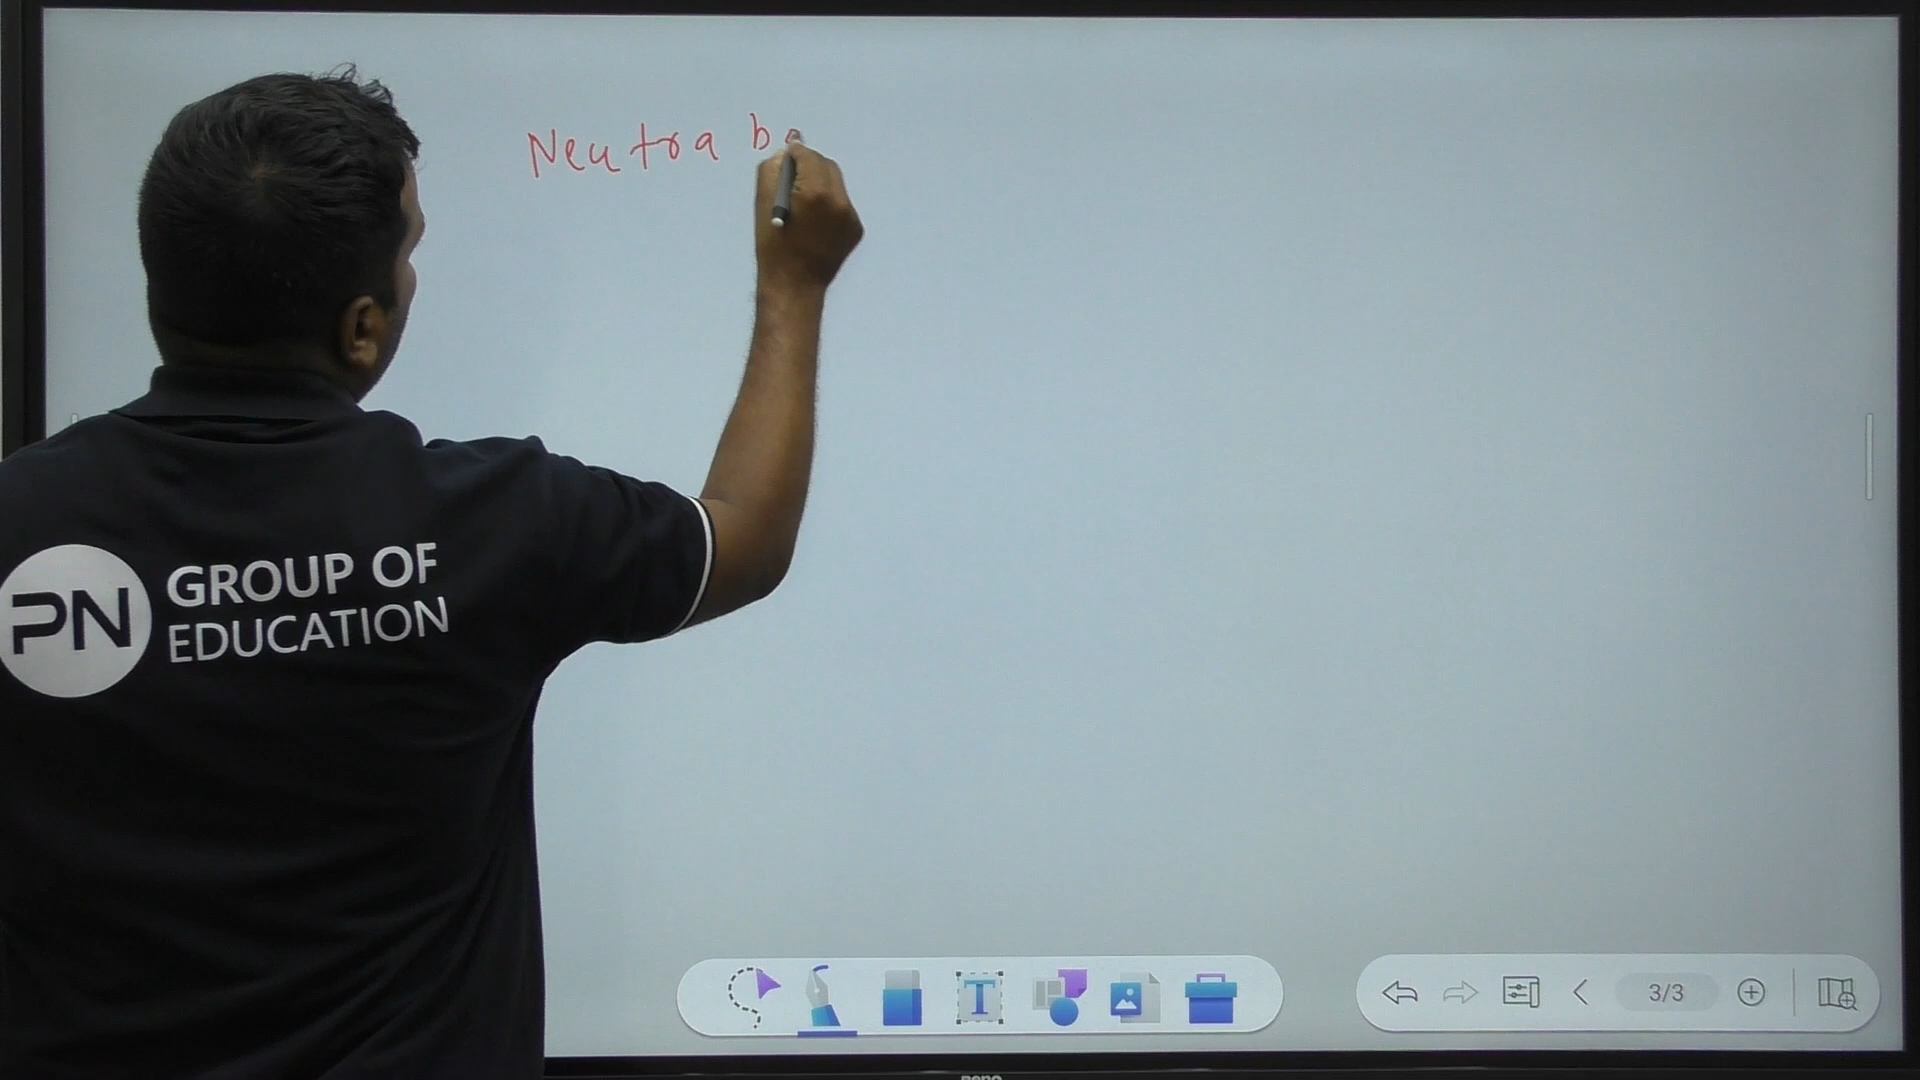 Neutra b
PN GROUP OF
EDUCATION
T
3/3